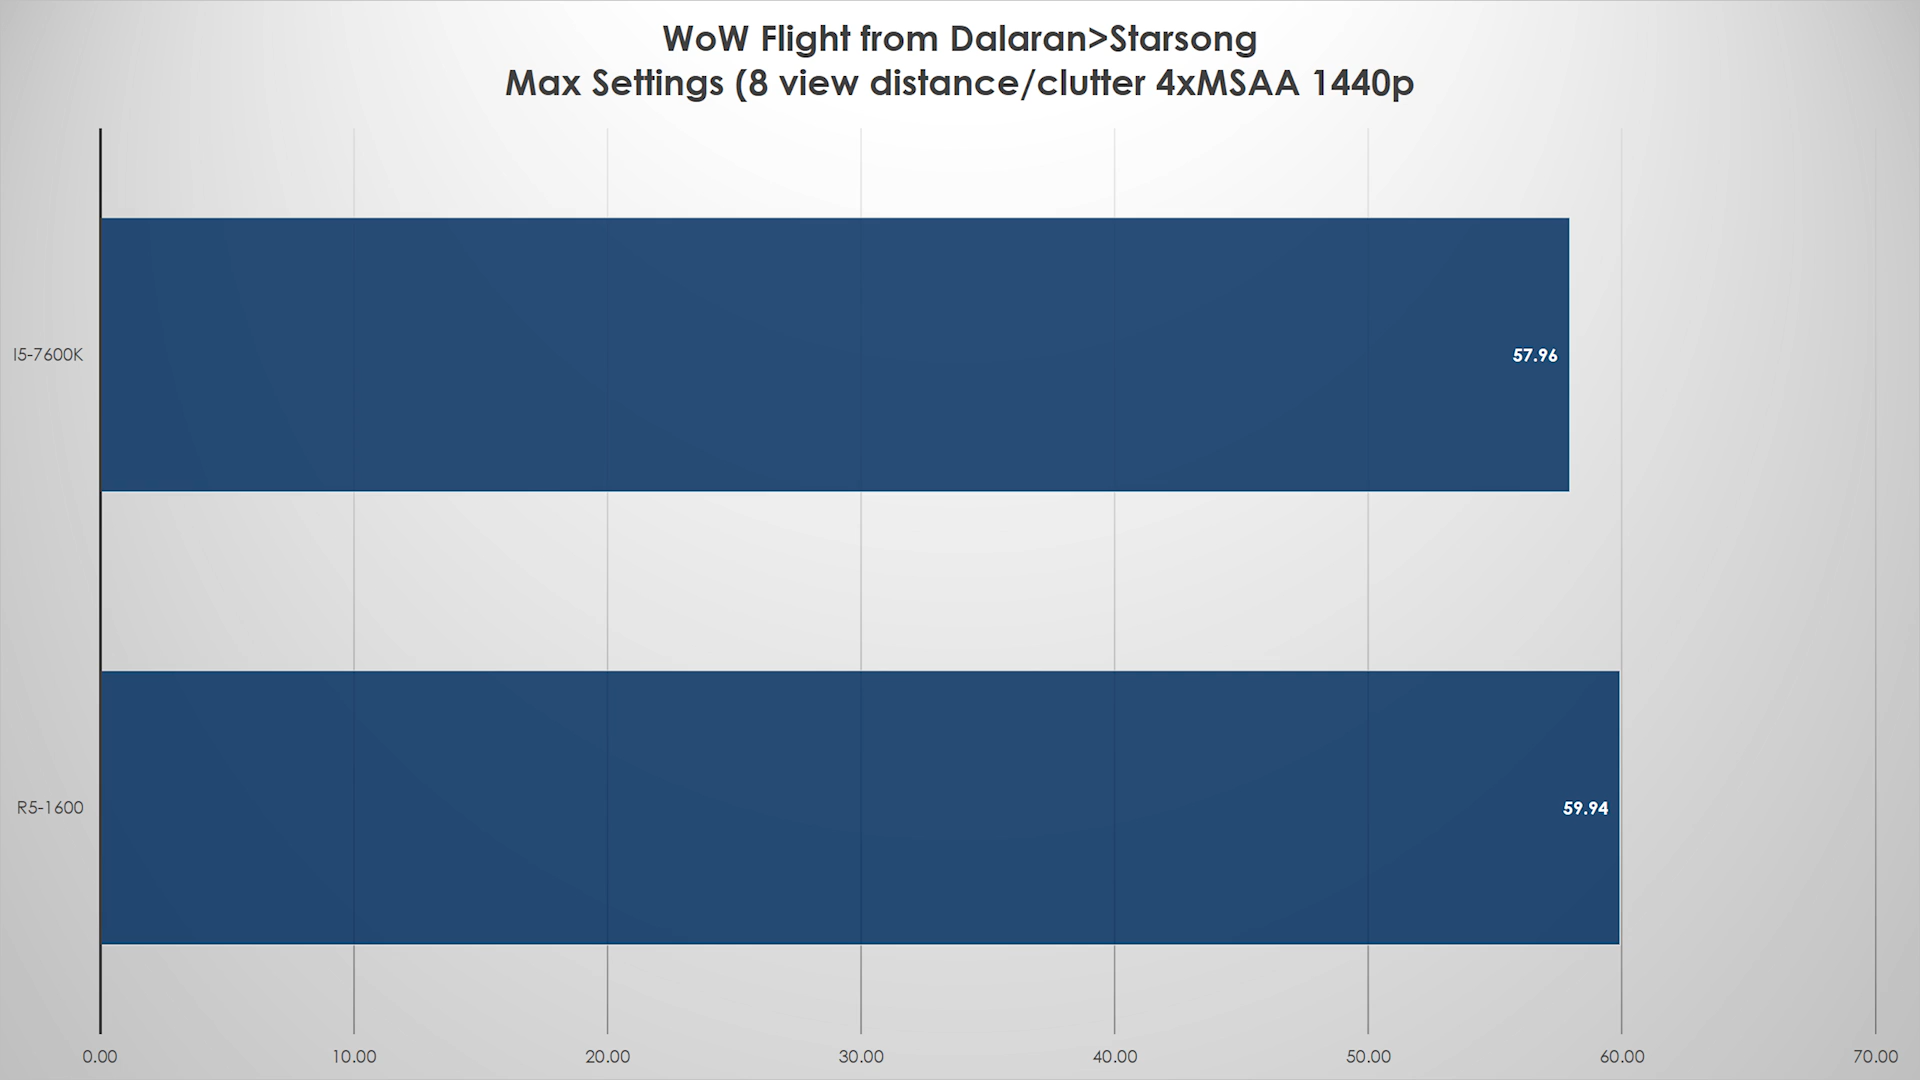 WoW Flight from Dalaran>Starsong
Max Settings (8 view distance/clutter 4xMSAA 1440p
I5-7600K
57.96
R5-1600
59.94
0.00 10.00 20.00 30.00 40.00 50.00 60.00 70.00